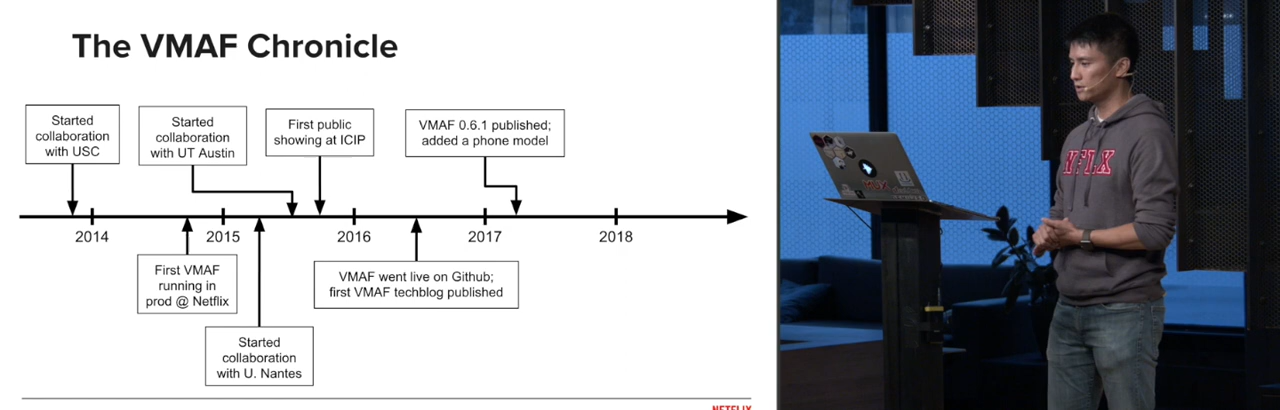 The VMAF Chronicle
Started
collaboration
with USC
Started
collaboration
with UT Austin
First public
showing at ICIP
VMAF 0.6.1 published;
added a phone model
2014
2015
2016
2017
2018
First VMAF
running in
prod @ Netflix
VMAF went live on Github;
first VMAF techblog published
Started
collaboration
with U. Nantes
NETFLIX
NFLX